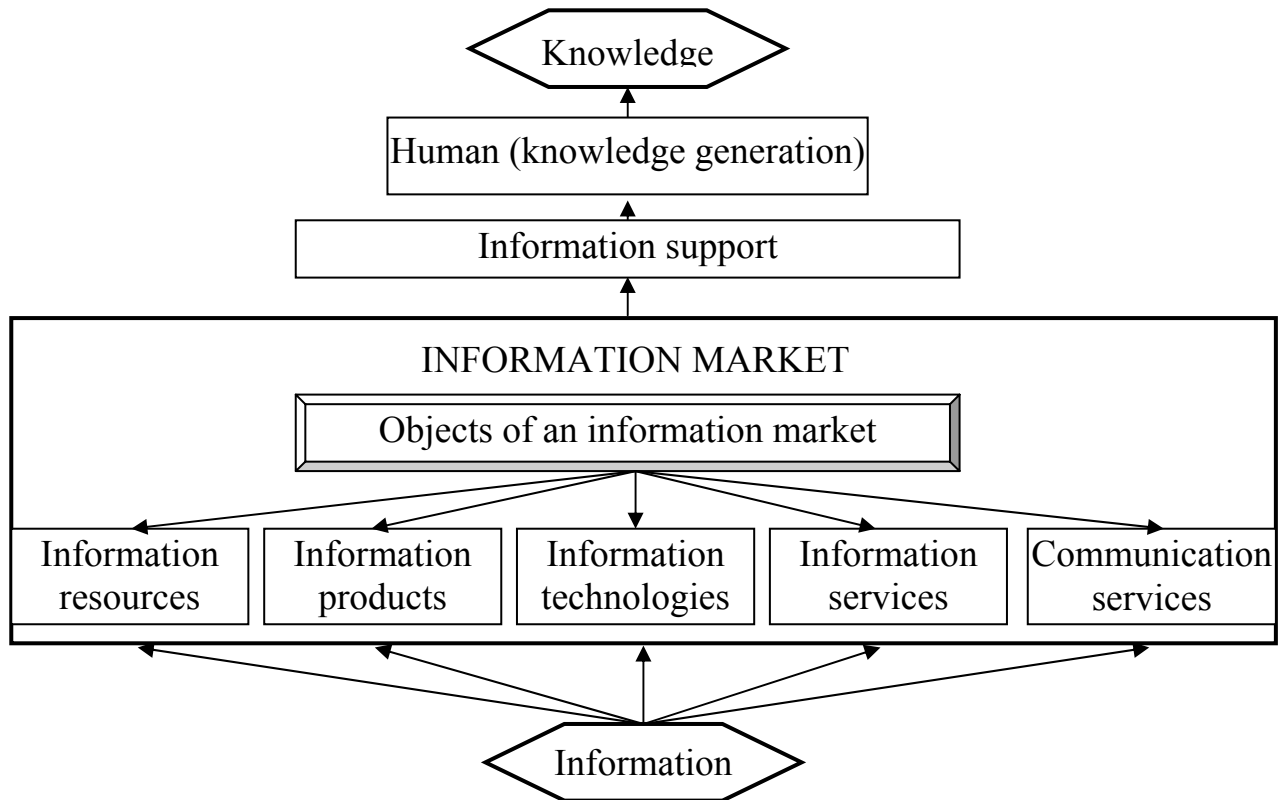 Knowledge
Human (knowledge generation)
Information support
INFORMATION MARKET
Objects of an information market
Information
resources
Information
products
Information
technologies
Information
services
Communication
services
Information